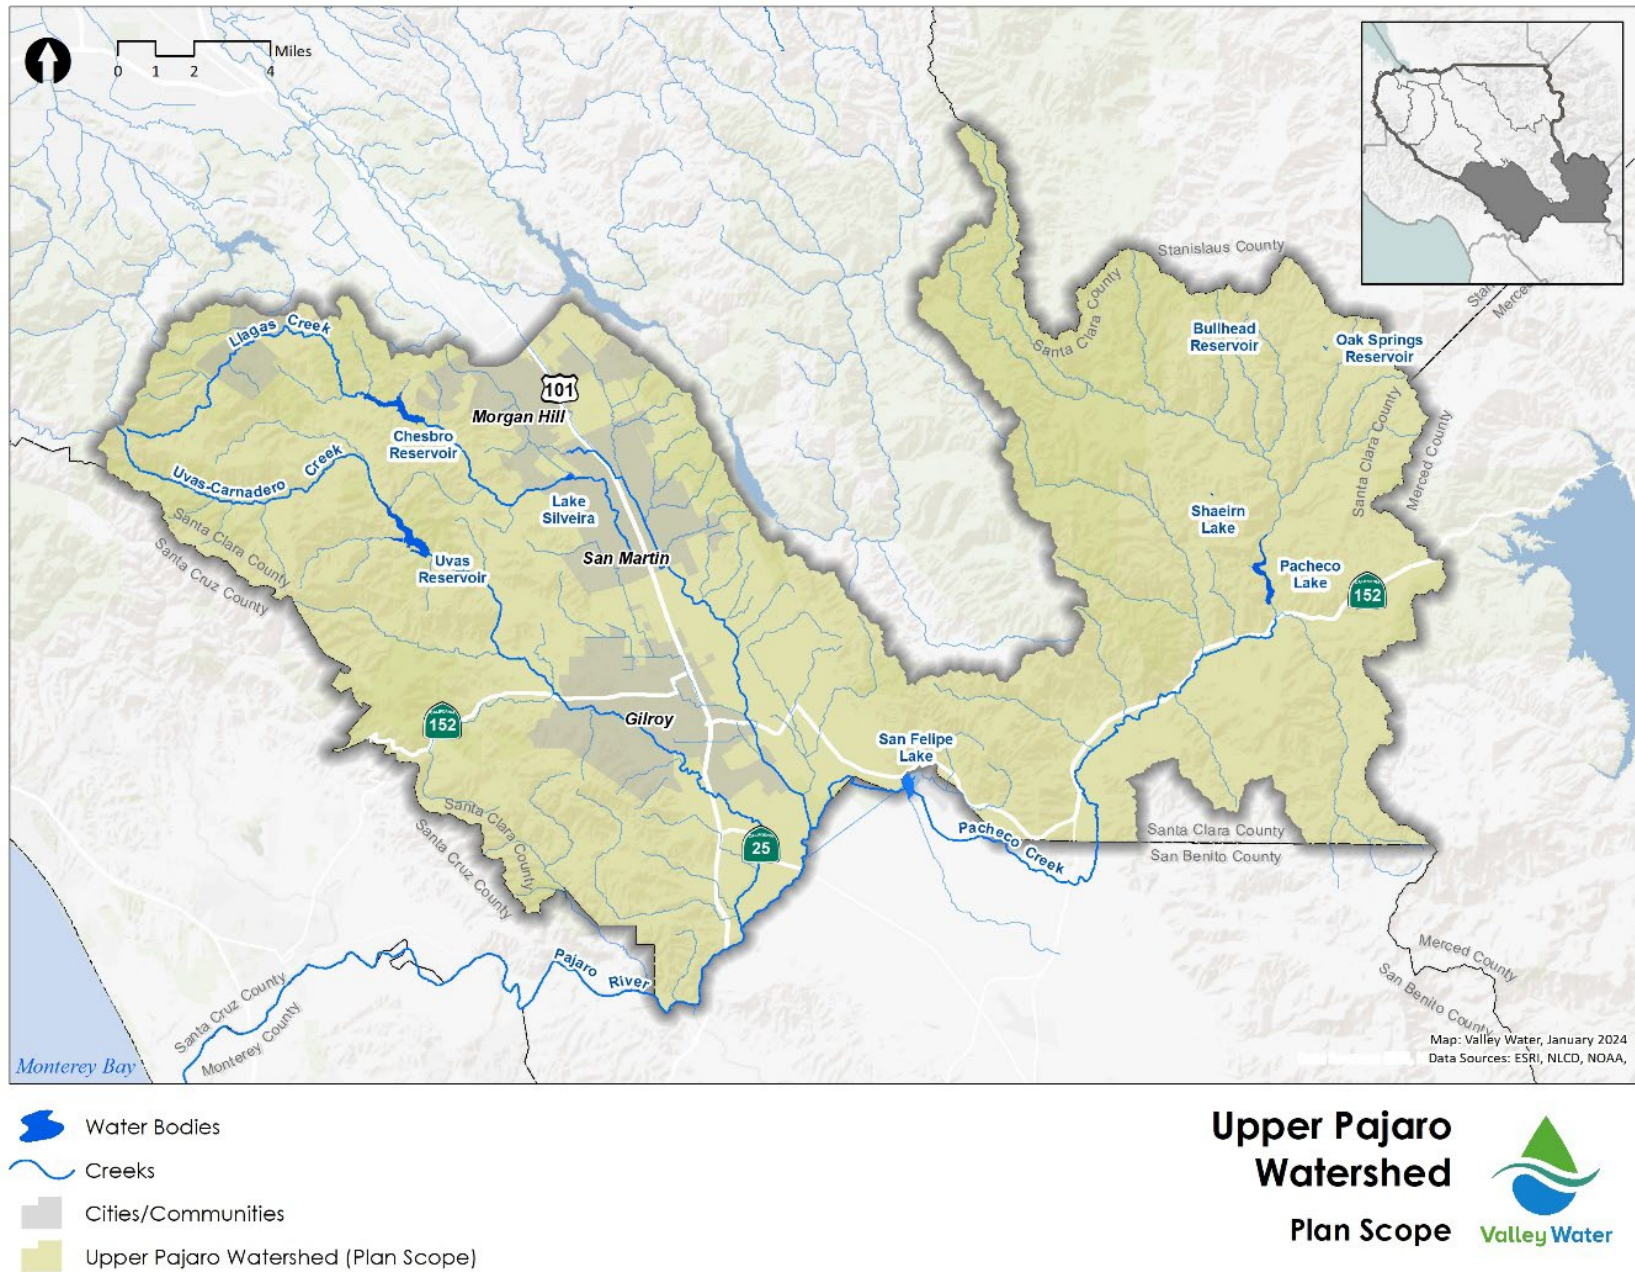 Miles
0 1 2 4
Stanislaus County
Santa Clara County
Stan
Merced
Bullhead
Reservoir
Oak Springs
Reservoir
Llagas Creek
101
Morgan Hill
Chesbro
Reservoir
Santa Clara County
Merced County
Uvas-Carnadero Creek
Lake
Silveira
Shaeirn
Lake
Santa Clara County
Santa Cruz County
San Martin
Uvas
Reservoir
Pacheco
Lake
CALIFORNIA
152
CALIFORNIA
152
Gilroy
San Felipe
Lake
Santa Clara County
Santa Cruz County
CALIFORNIA
25
Pacheco Creek
Santa Clara County
San Benito County
Pajaro River
Merced County
San Benito County
Santa Cruz County
Monterey County
Monterey Bay
Map: Valley Water, January 2024
Data Sources: ESRI, NLCD, NOAA,
Water Bodies
Creeks
Cities/Communities
Upper Pajaro Watershed (Plan Scope)
Upper Pajaro
Watershed
Plan Scope
Valley Water